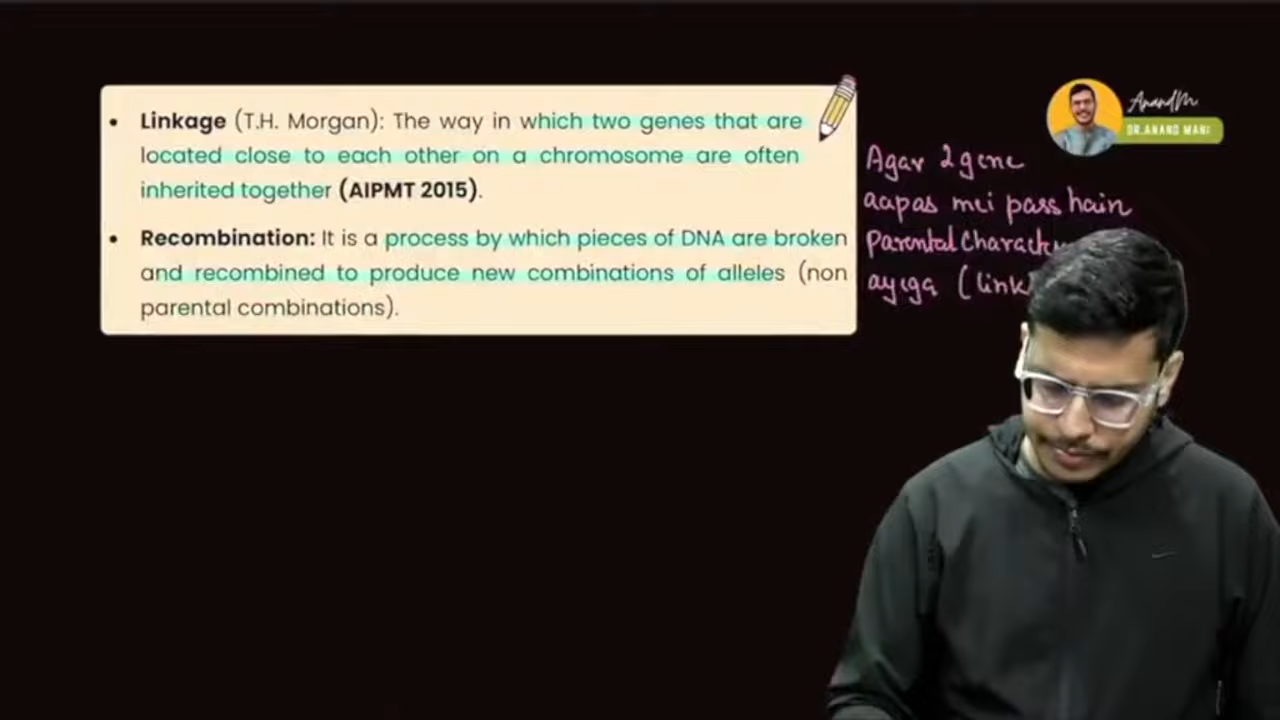 • Linkage (T.H. Morgan): The way in which two genes that are
located close to each other on a chromosome are often
inherited together (AIPMT 2015).
• Recombination: It is a process by which pieces of DNA are broken
and recombined to produce new combinations of alleles (non
parental combinations).
AnandM
DR.ANAND MANI
Agar 2 gene
aapas mei pass hain
Parental
ayega